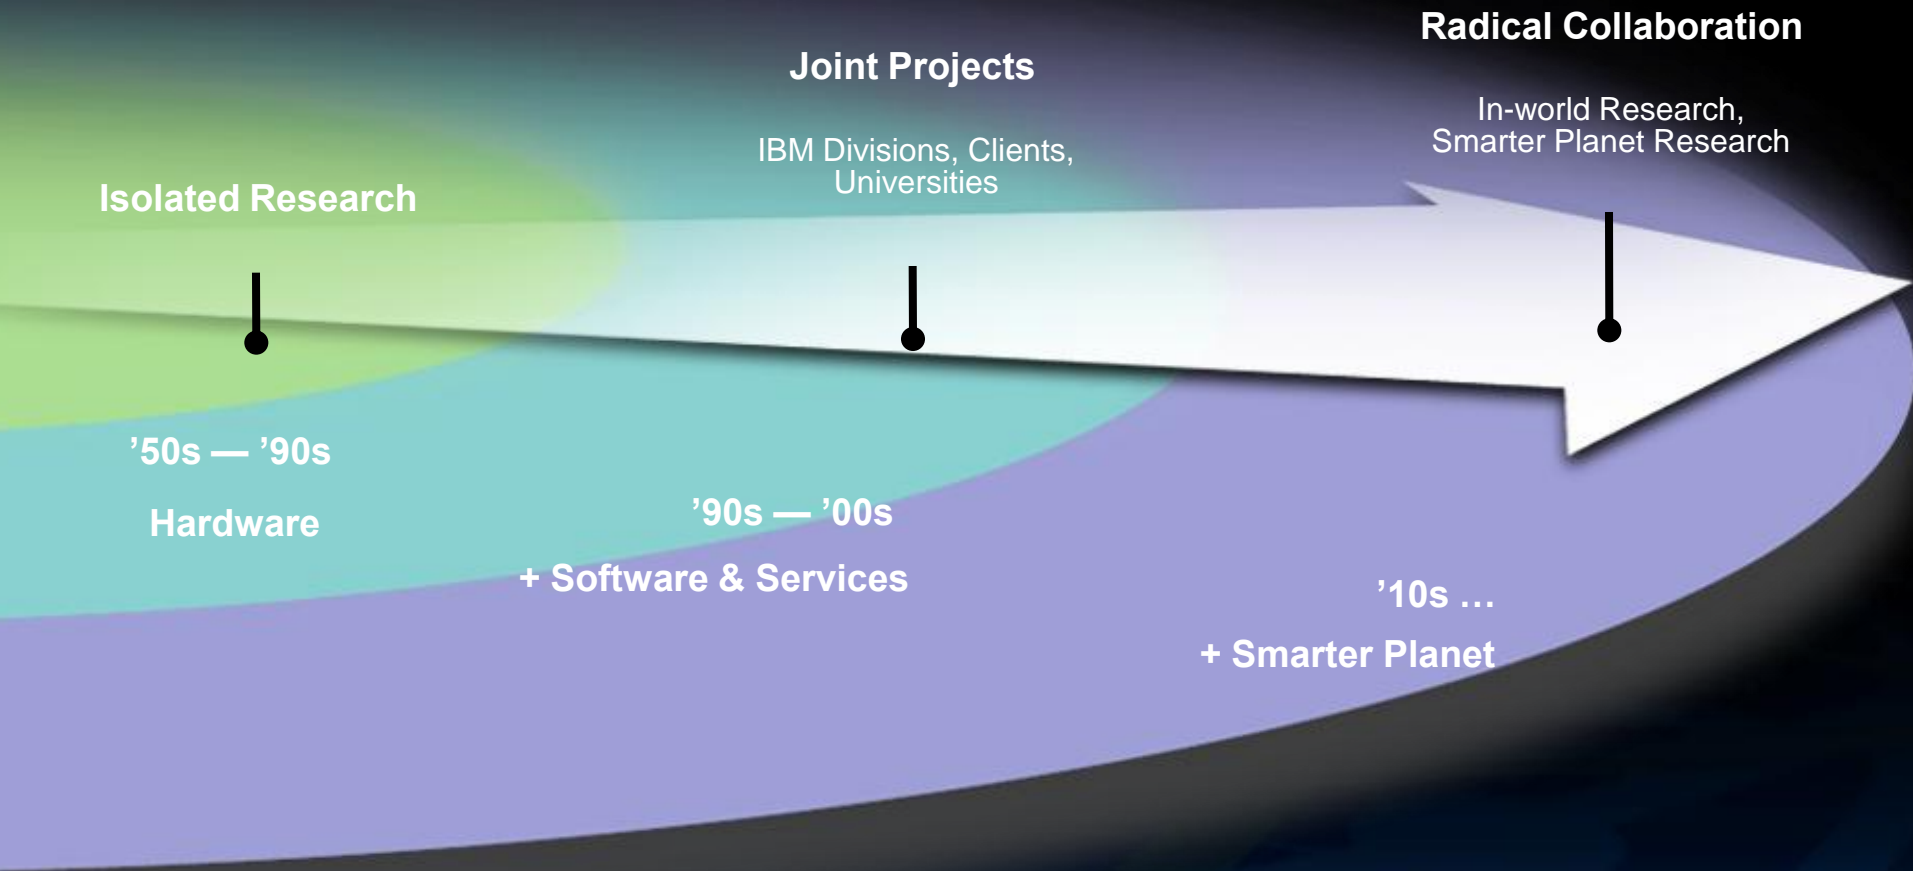 Isolated Research
’50s — ’90s
Hardware
Joint Projects
IBM Divisions, Clients,
Universities
’90s — ’00s
+ Software & Services
Radical Collaboration
In-world Research,
Smarter Planet Research
’10s …
+ Smarter Planet